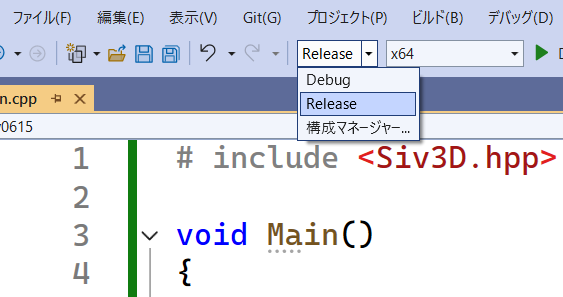 ファイル(F) 編集(E) 表示(V) Git(G) プロジェクト(P) ビルド(B) デバッグ(D)
Release x64
Debug
Release
構成マネージャー...
n.cpp
0615
1 # include <Siv3D.hpp>
2
3 void Main()
4 {